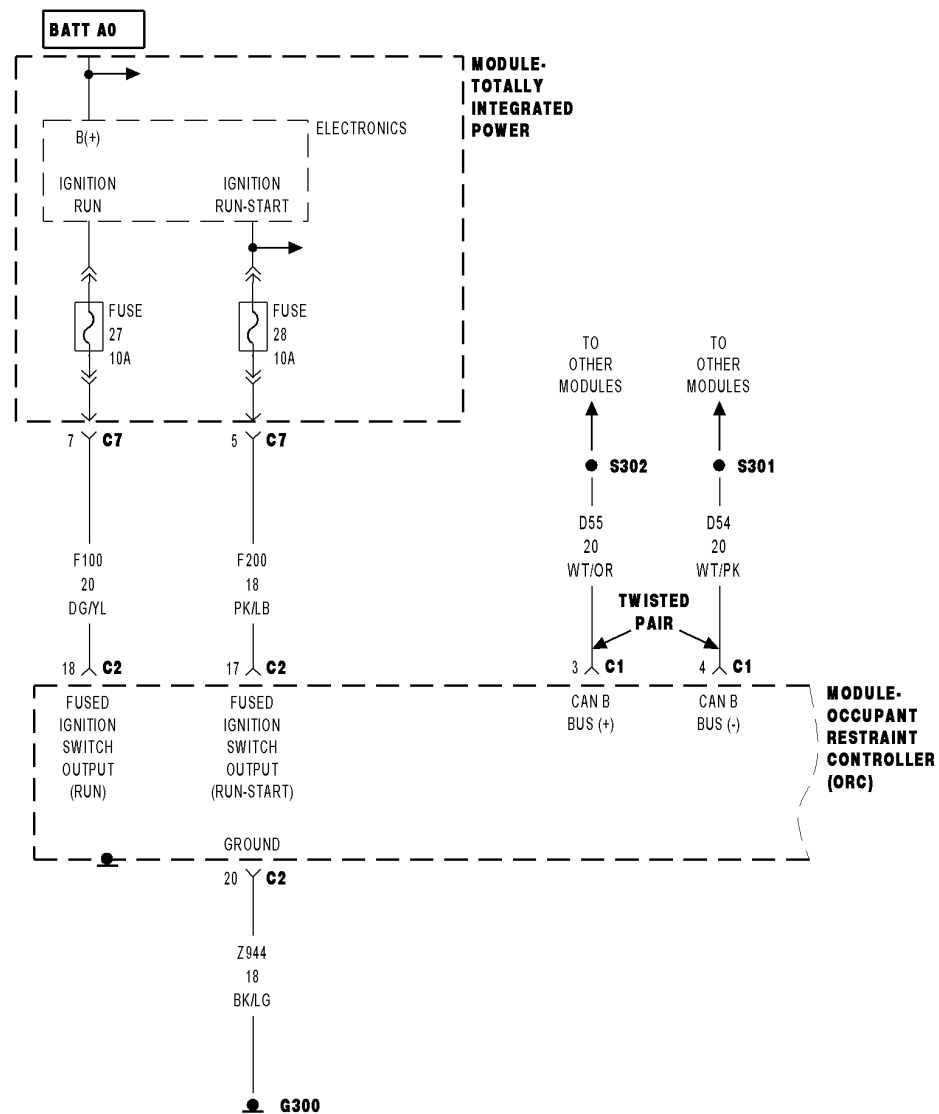 BATT A0
MODULE-
TOTALLY
INTEGRATED
POWER
ELECTRONICS
B(+)
IGNITION
RUN
IGNITION
RUN-START
FUSE
27
10A
FUSE
28
10A
TO
OTHER
MODULES
TO
OTHER
MODULES
7 C7
5 C7
S302
S301
F100
20
DG/YL
F200
18
PK/LB
D55
20
WT/OR
D54
20
WT/PK
TWISTED
PAIR
18 C2
17 C2
3 C1
4 C1
FUSED
IGNITION
SWITCH
OUTPUT
(RUN)
FUSED
IGNITION
SWITCH
OUTPUT
(RUN-START)
CAN B
BUS (+)
CAN B
BUS (-)
MODULE-
OCCUPANT
RESTRAINT
CONTROLLER
(ORC)
GROUND
20 C2
Z944
18
BK/LG
G300